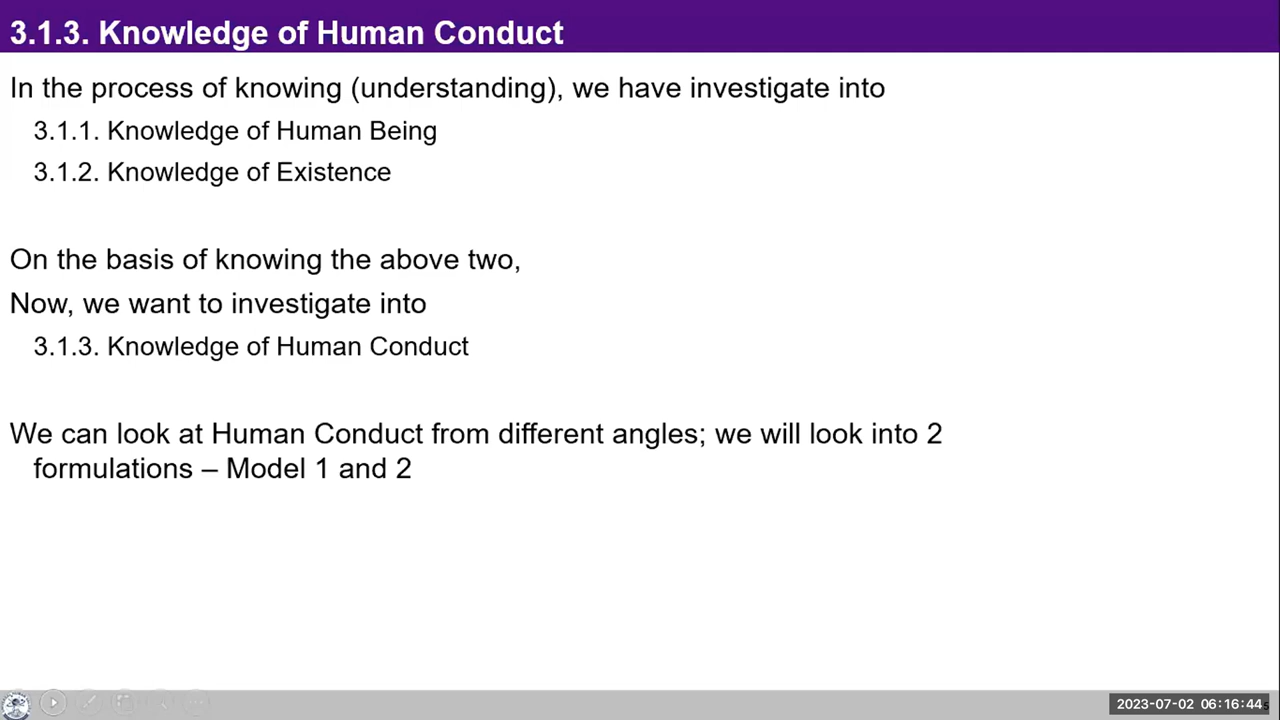 3.1.3. Knowledge of Human Conduct
In the process of knowing (understanding), we have investigate into
3.1.1. Knowledge of Human Being
3.1.2. Knowledge of Existence
On the basis of knowing the above two,
Now, we want to investigate into
3.1.3. Knowledge of Human Conduct
We can look at Human Conduct from different angles; we will look into 2
formulations – Model 1 and 2
2023-07-02 06:16:44